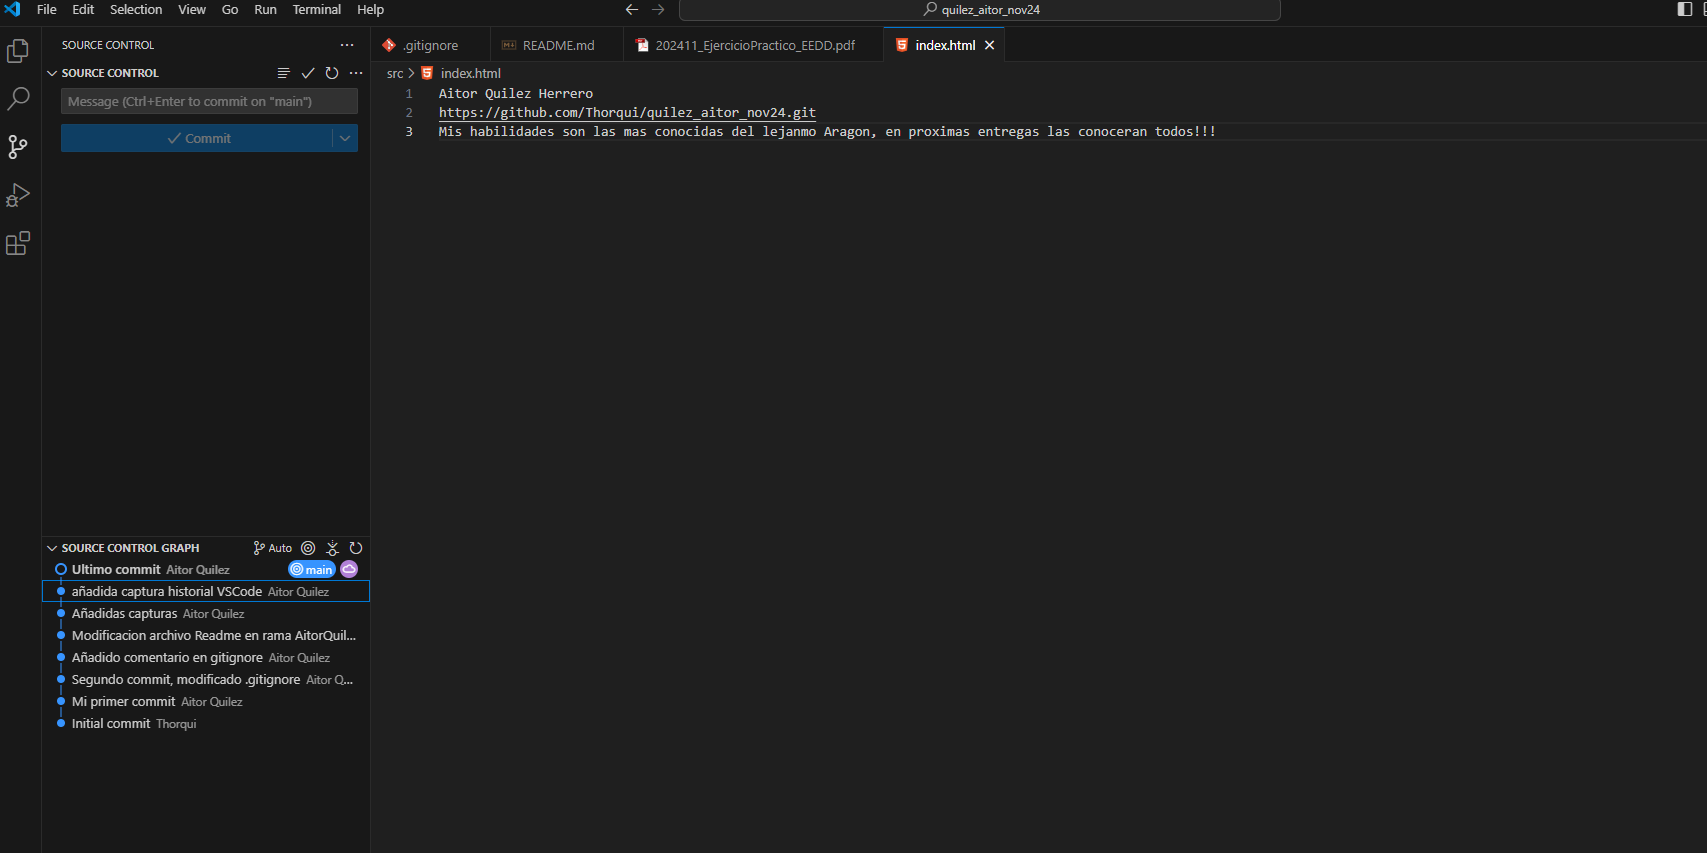 File Edit Selection View Go Run Terminal Help
quilez_aitor_nov24
SOURCE CONTROL
SOURCE CONTROL
Message (Ctrl+Enter to commit on "main")
Commit
.gitignore
README.md
202411_EjercicioPractico_EEDD.pdf
index.html
src > index.html
1 Aitor Quilez Herrero
2 https://github.com/Thorqui/quilez_aitor_nov24.git
3 Mis habilidades son las mas conocidas del lejanmo Aragon, en proximas entregas las conoceran todos!!!
SOURCE CONTROL GRAPH Auto
Ultimo commit Aitor Quilez main
añadida captura historial VSCode Aitor Quilez
Añadidas capturas Aitor Quilez
Modificacion archivo Readme en rama AitorQuil...
Añadido comentario en gitignore Aitor Quilez
Segundo commit, modificado .gitignore Aitor Q...
Mi primer commit Aitor Quilez
Initial commit Thorqui